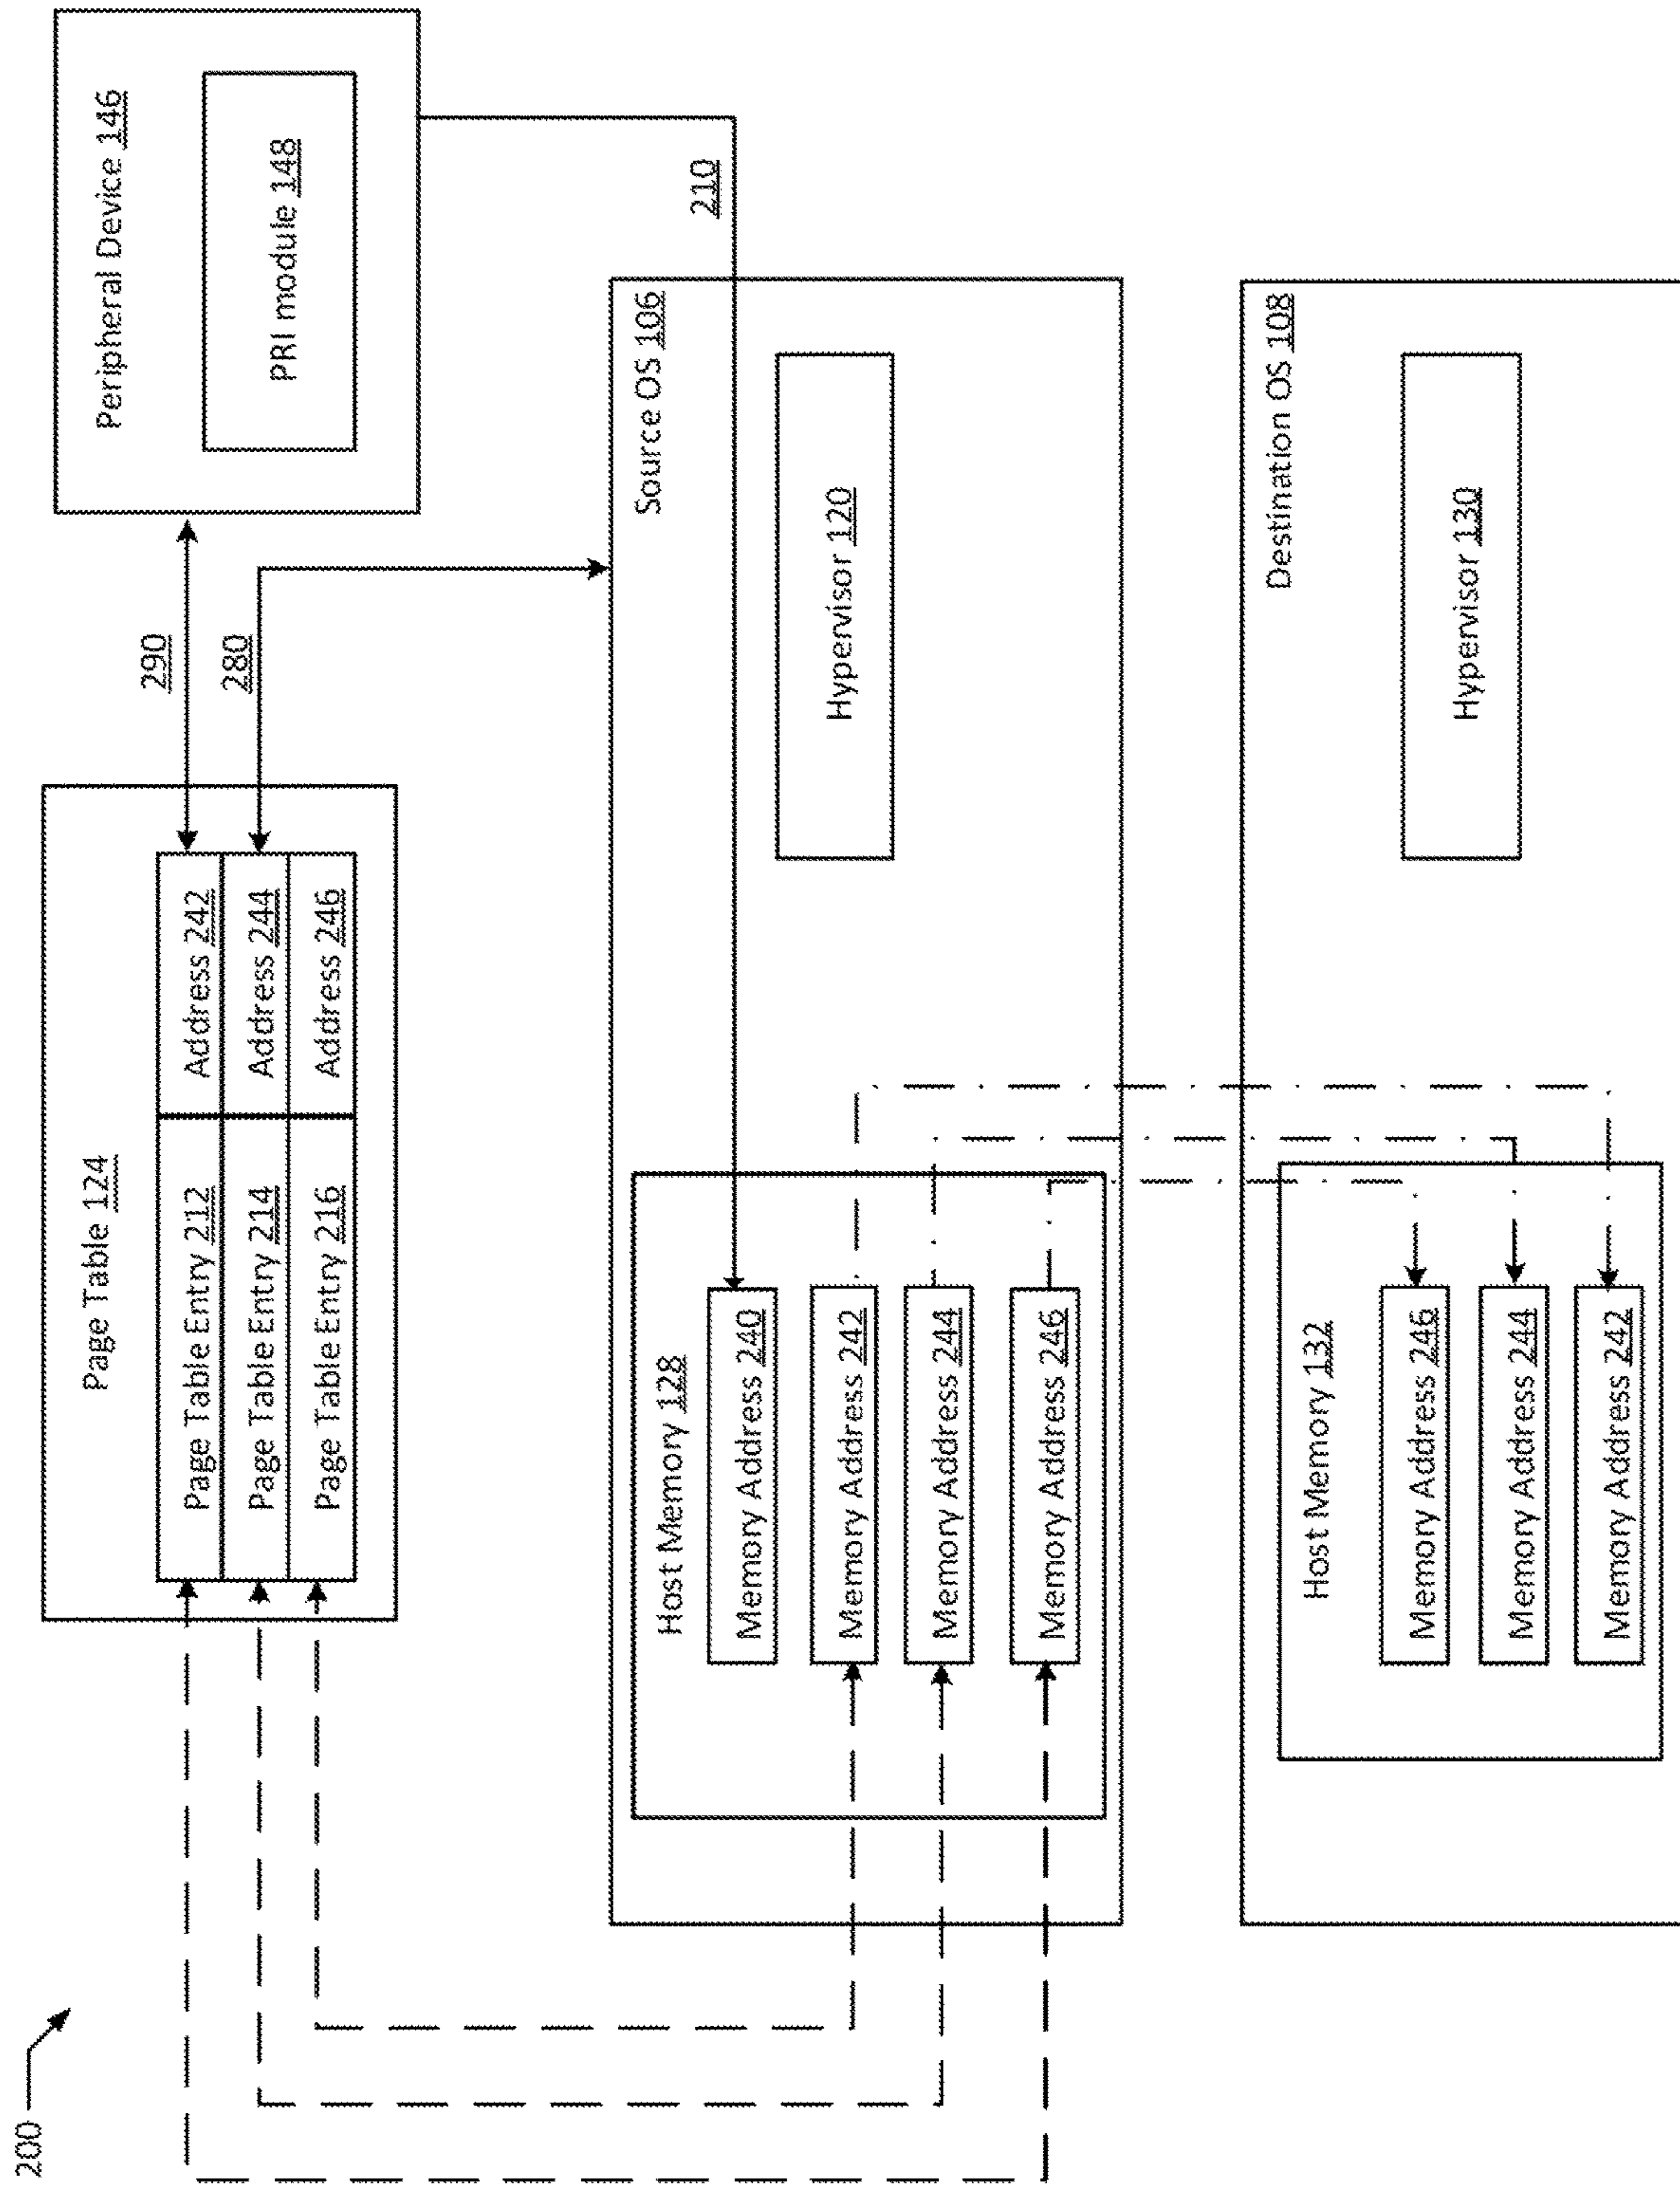 200
Page Table 124
Page Table Entry 212 Address 242
Page Table Entry 214 Address 244
Page Table Entry 216 Address 246
290
280
Peripheral Device 146
PRI module 148
210
Source OS 106
Host Memory 128
Memory Address 240
Memory Address 242
Memory Address 244
Memory Address 246
Hypervisor 120
Destination OS 108
Host Memory 132
Memory Address 246
Memory Address 244
Memory Address 242
Hypervisor 130